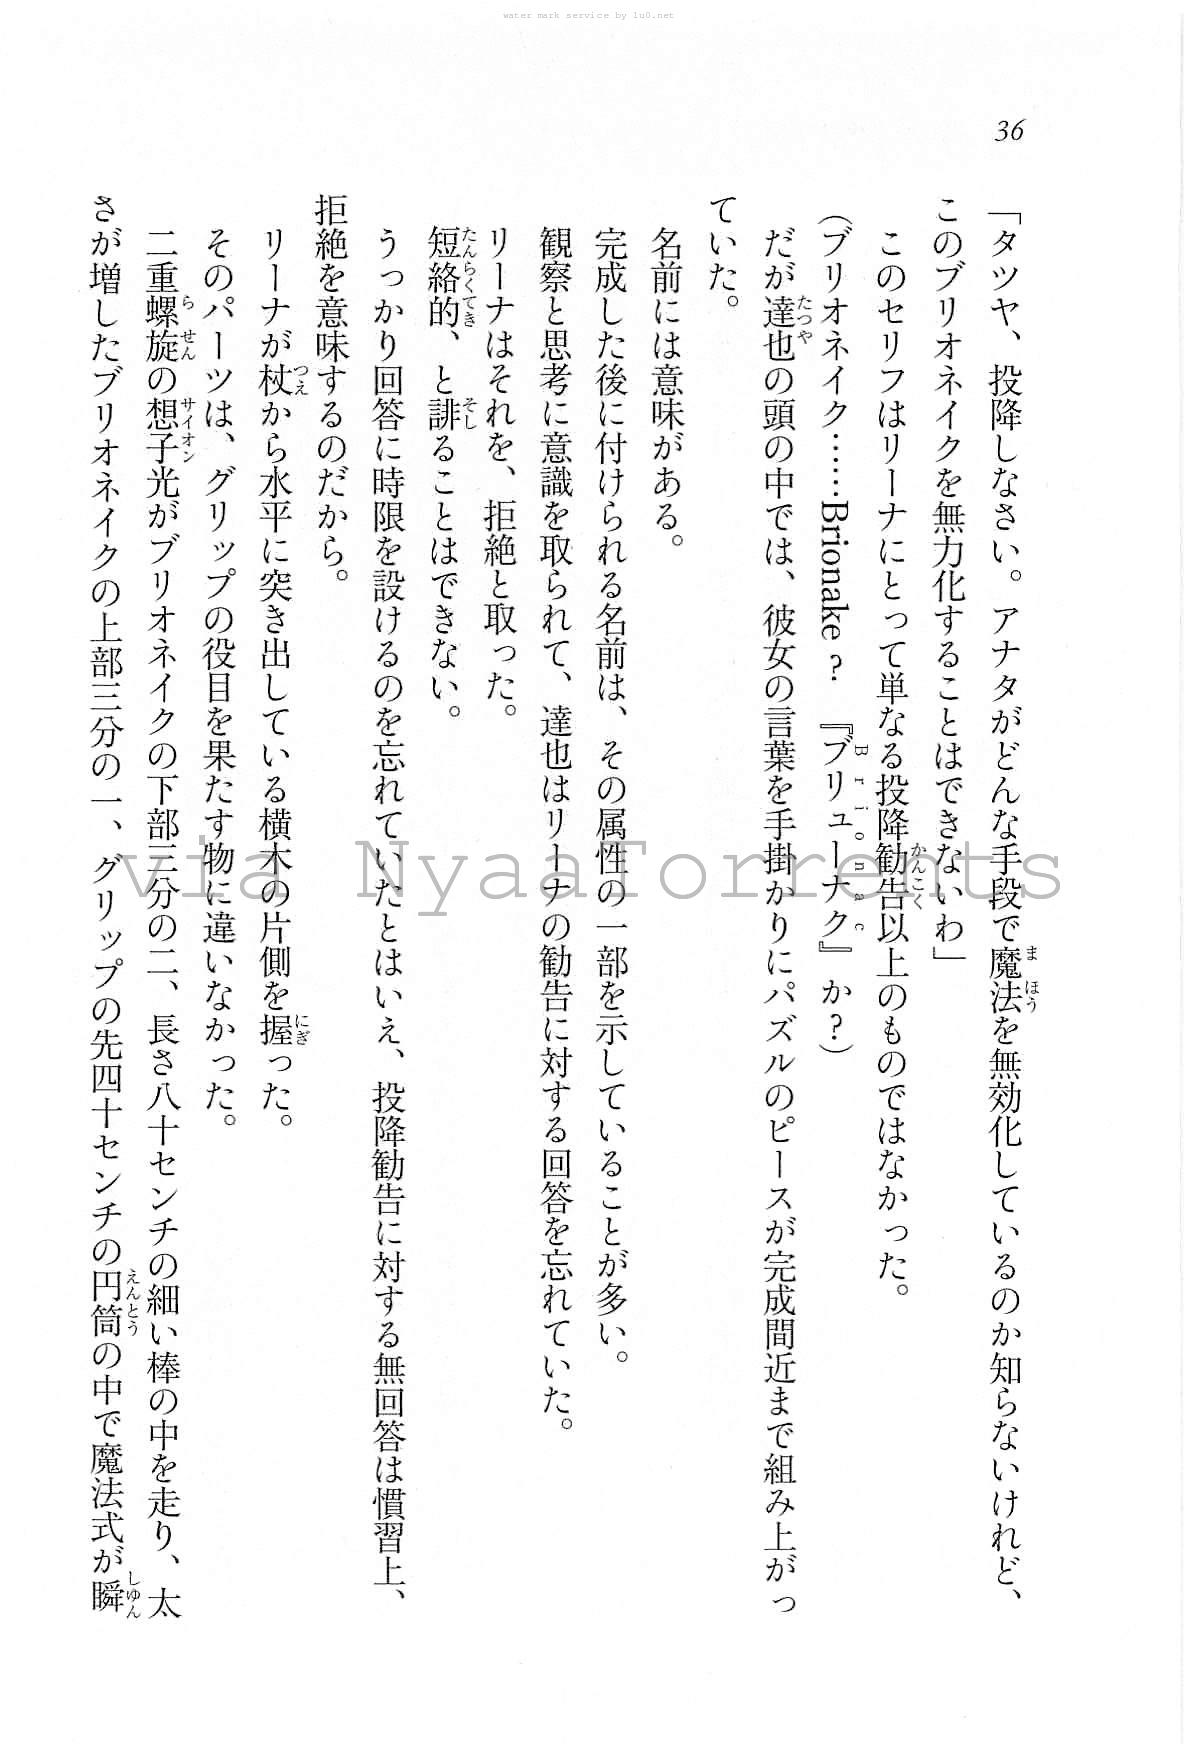 water mark service by lu0.net
36
「タツヤ、投降しなさい。アナタがどんな手段で魔法を無効化しているのか知らないけれど、
このブリオネイクを無力化することはできないわ」
このセリフはリーナにとって単なる投降勧告以上のものではなかった。
（ブリオネイク……Brionake？　『ブリューナク』か？）
だが達也の頭の中では、彼女の言葉を手掛かりにパズルのピースが完成間近まで組み上がっ
ていた。
名前には意味がある。
完成した後に付けられる名前は、その属性の一部を示していることが多い。
観察と思考に意識を取られて、達也はリーナの勧告に対する回答を忘れていた。
リーナはそれを、拒絶と取った。
短絡的、と誹ることはできない。
うっかり回答に時限を設けるのを忘れていたとはいえ、投降勧告に対する無回答は慣習上、
拒絶を意味するのだから。
リーナが杖から水平に突き出している横木の片側を握った。
そのパーツは、グリップの役目を果たす物に違いなかった。
二重螺旋の想子光がブリオネイクの下部三分の二、長さ八十センチの細い棒の中を走り、太
さが増したブリオネイクの上部三分の一、グリップの先四十センチの円筒の中で魔法式が瞬
via NyaaTorrents